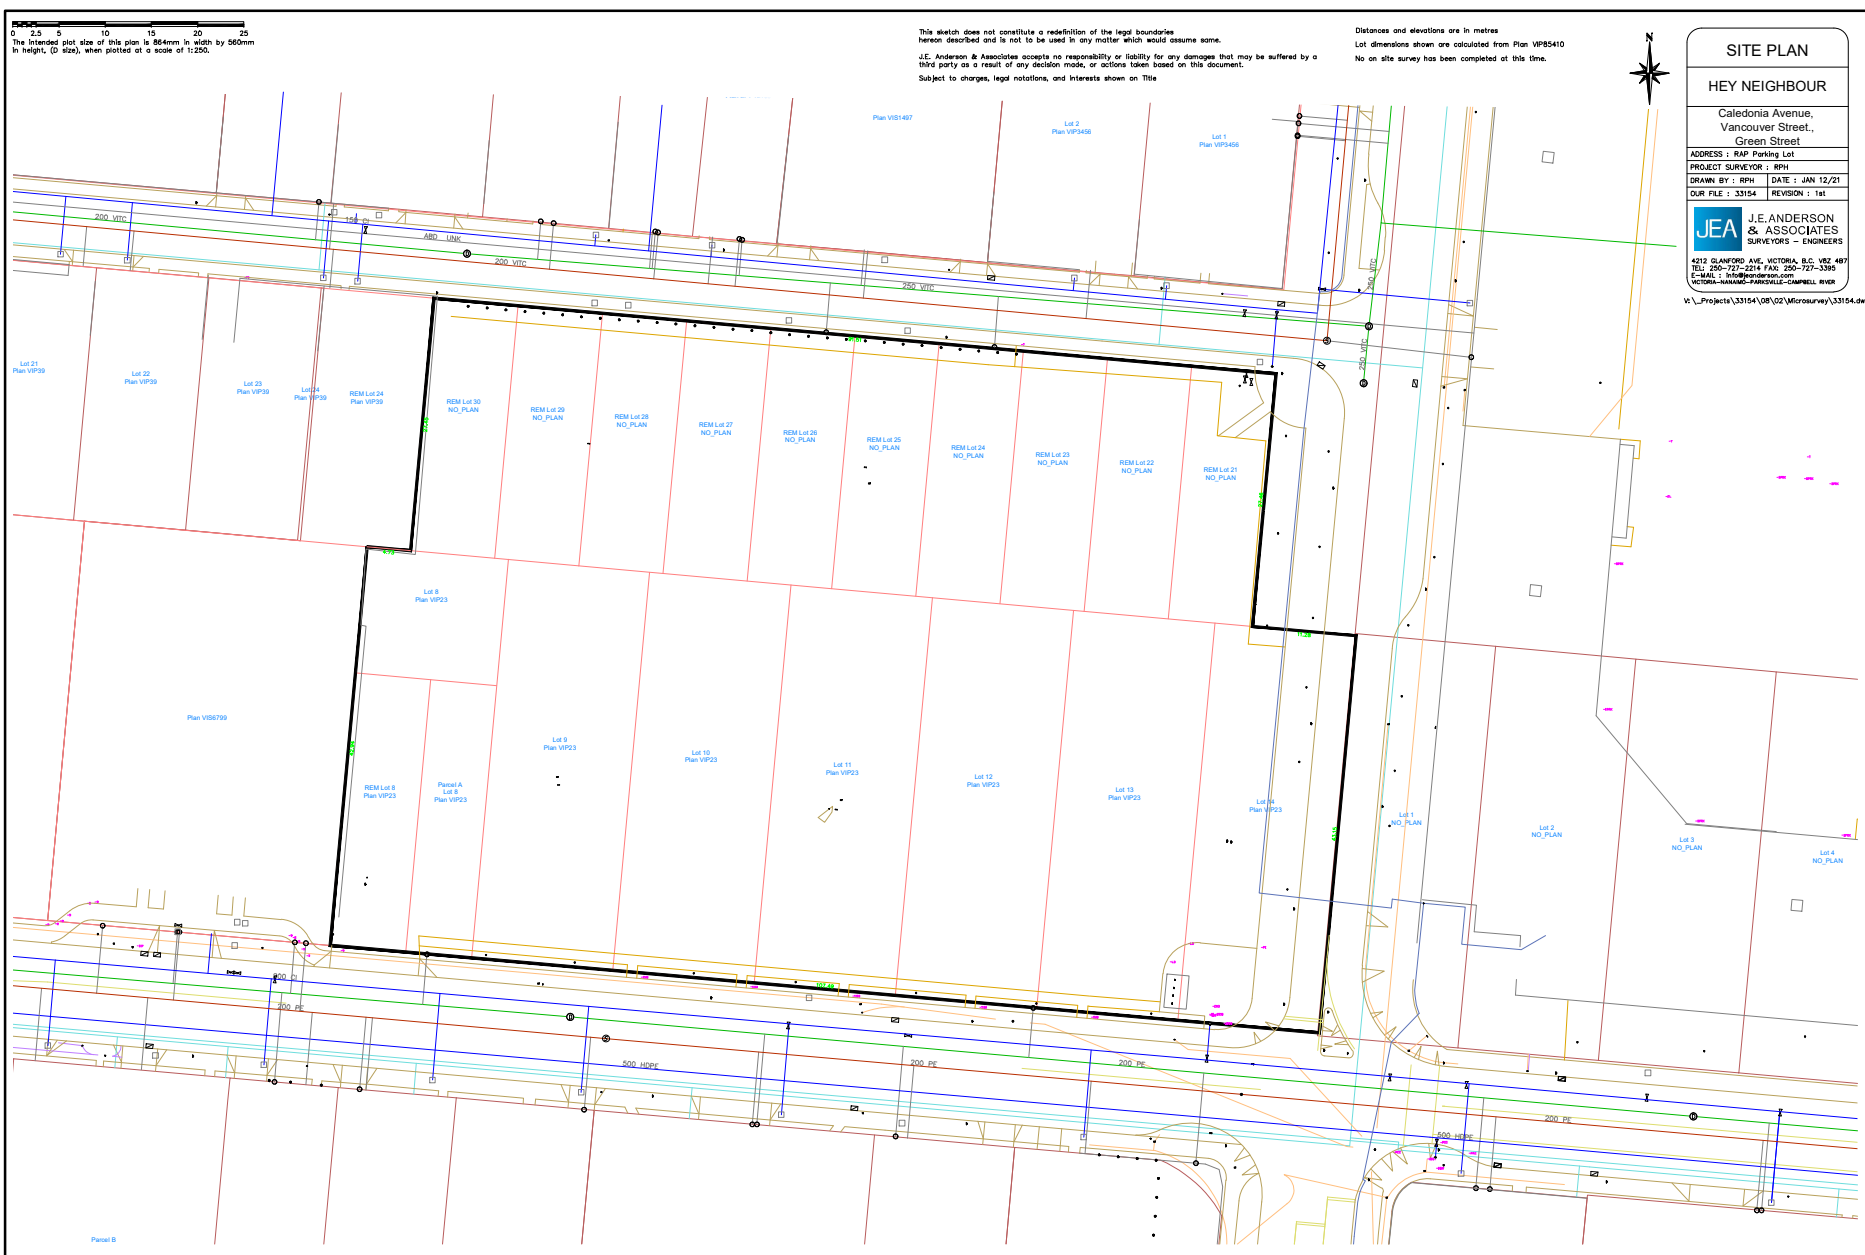 0 2.5 5 10 15 20 25
The intended plot size of this plan is 864mm in width by 560mm
in height, (D size), when plotted at a scale of 1:250.
This sketch does not constitute a redefinition of the legal boundaries
hereon described and is not to be used in any matter which would assume same.
J.E. Anderson & Associates accepts no responsibility or liability for any damages that may be suffered by a
third party as a result of any decision made, or actions taken based on this document.
Subject to charges, legal notations, and interests shown on Title
Distances and elevations are in metres
Lot dimensions shown are calculated from Plan VIP85410
No on site survey has been completed at this time.
N
SITE PLAN
HEY NEIGHBOUR
Caledonia Avenue,
Vancouver Street.,
Green Street
ADDRESS : RAP Parking Lot
PROJECT SURVEYOR : RPH
DRAWN BY : RPH DATE : JAN 12/21
OUR FILE : 33154 REVISION : 1st
JEA
J.E. ANDERSON
& ASSOCIATES
SURVEYORS - ENGINEERS
4212 GLANFORD AVE, VICTORIA, B.C. V8Z 4B7
TEL: 250-727-2214 FAX: 250-727-3395
E-MAIL : info@jeanderson.com
VICTORIA-NANAIMO-PARKSVILLE-CAMPBELL RIVER
V:\_Projects\33154\08\02\Microsurvey\33154.dw
Plan VIS1497
Lot 2
Plan VIP3456
Lot 1
Plan VIP3456
200 VITC
150 CI
ABD UNK
200 VITC
250 VITC
250 VITC
250 VITC
Lot 21
Plan VIP39
Lot 22
Plan VIP39
Lot 23
Plan VIP39
Lot 24
Plan VIP39
REM Lot 24
Plan VIP39
REM Lot 30
NO_PLAN
REM Lot 29
NO_PLAN
REM Lot 28
NO_PLAN
REM Lot 27
NO_PLAN
REM Lot 26
NO_PLAN
REM Lot 25
NO_PLAN
REM Lot 24
NO_PLAN
REM Lot 23
NO_PLAN
REM Lot 22
NO_PLAN
REM Lot 21
NO_PLAN
11.28
Lot 8
Plan VIP23
Plan VIS6799
REM Lot 8
Plan VIP23
Parcel A
Lot 8
Plan VIP23
Lot 9
Plan VIP23
Lot 10
Plan VIP23
Lot 11
Plan VIP23
Lot 12
Plan VIP23
Lot 13
Plan VIP23
Lot 14
Plan VIP23
Lot 1
NO_PLAN
Lot 2
NO_PLAN
Lot 3
NO_PLAN
Lot 4
NO_PLAN
107.49
200 PE
500 HDPE
200 PE
200 PE
500 HDPE
200 PE
Parcel B